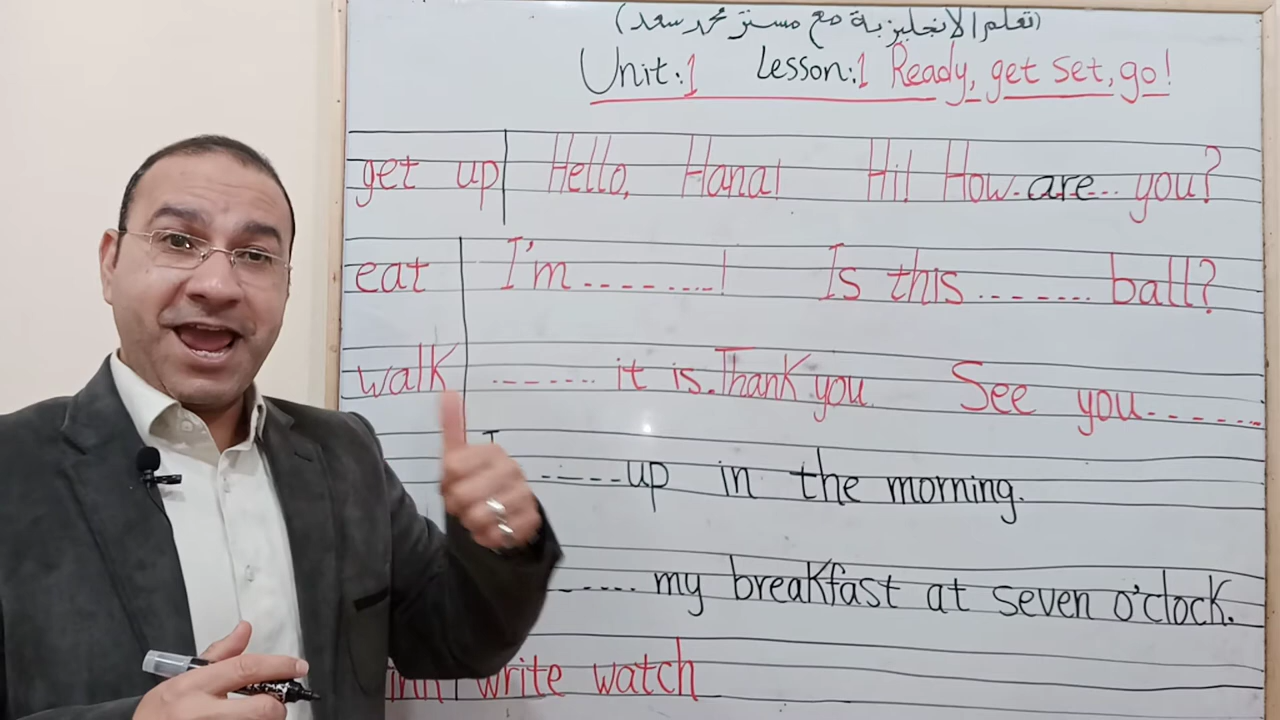 (تعلم الانجليزية مع مستر محمد سعد)
Unit:1 Lesson:1 Ready, get set, go!
get up Hello, Hana! Hi! How..are... you?
eat I'm........! Is this....... ball?
walk ....... it is. Thank you See you.......
.....up in the morning.
...... my breakfast at seven o'clock.
write watch